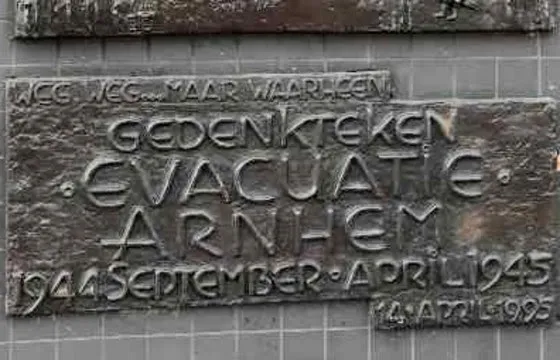 WEG, WEG... MAAR WAARHEEN
GEDENKTEKEN
·EVACUATIE·
ARNHEM
1944 SEPTEMBER · APRIL 1945
14·APRIL·1995